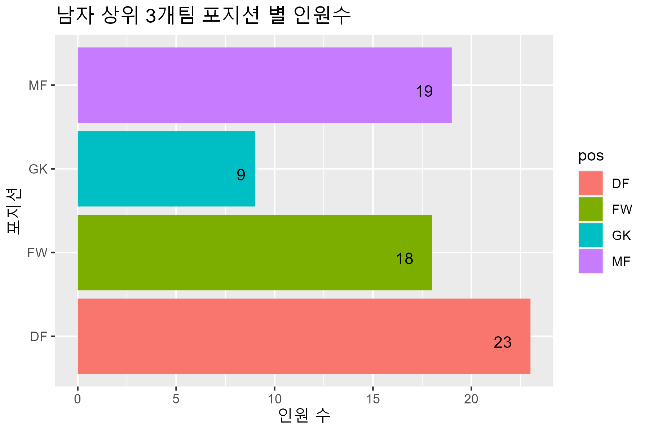 남자 상위 3개팀 포지션 별 인원수
MF
19
GK
9
FW
18
DF
23
포지션
0 5 10 15 20
인원 수
pos
DF
FW
GK
MF